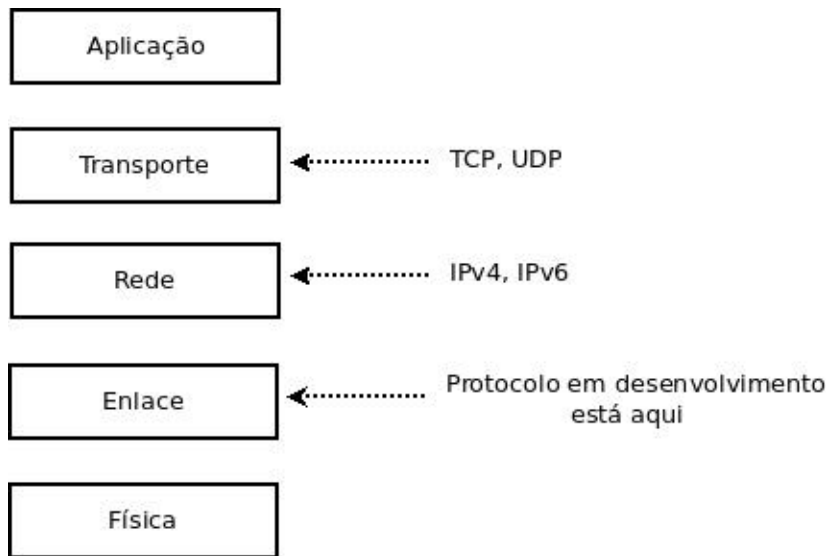 Aplicação
Transporte
TCP, UDP
Rede
IPv4, IPv6
Enlace
Protocolo em desenvolvimento
está aqui
Física